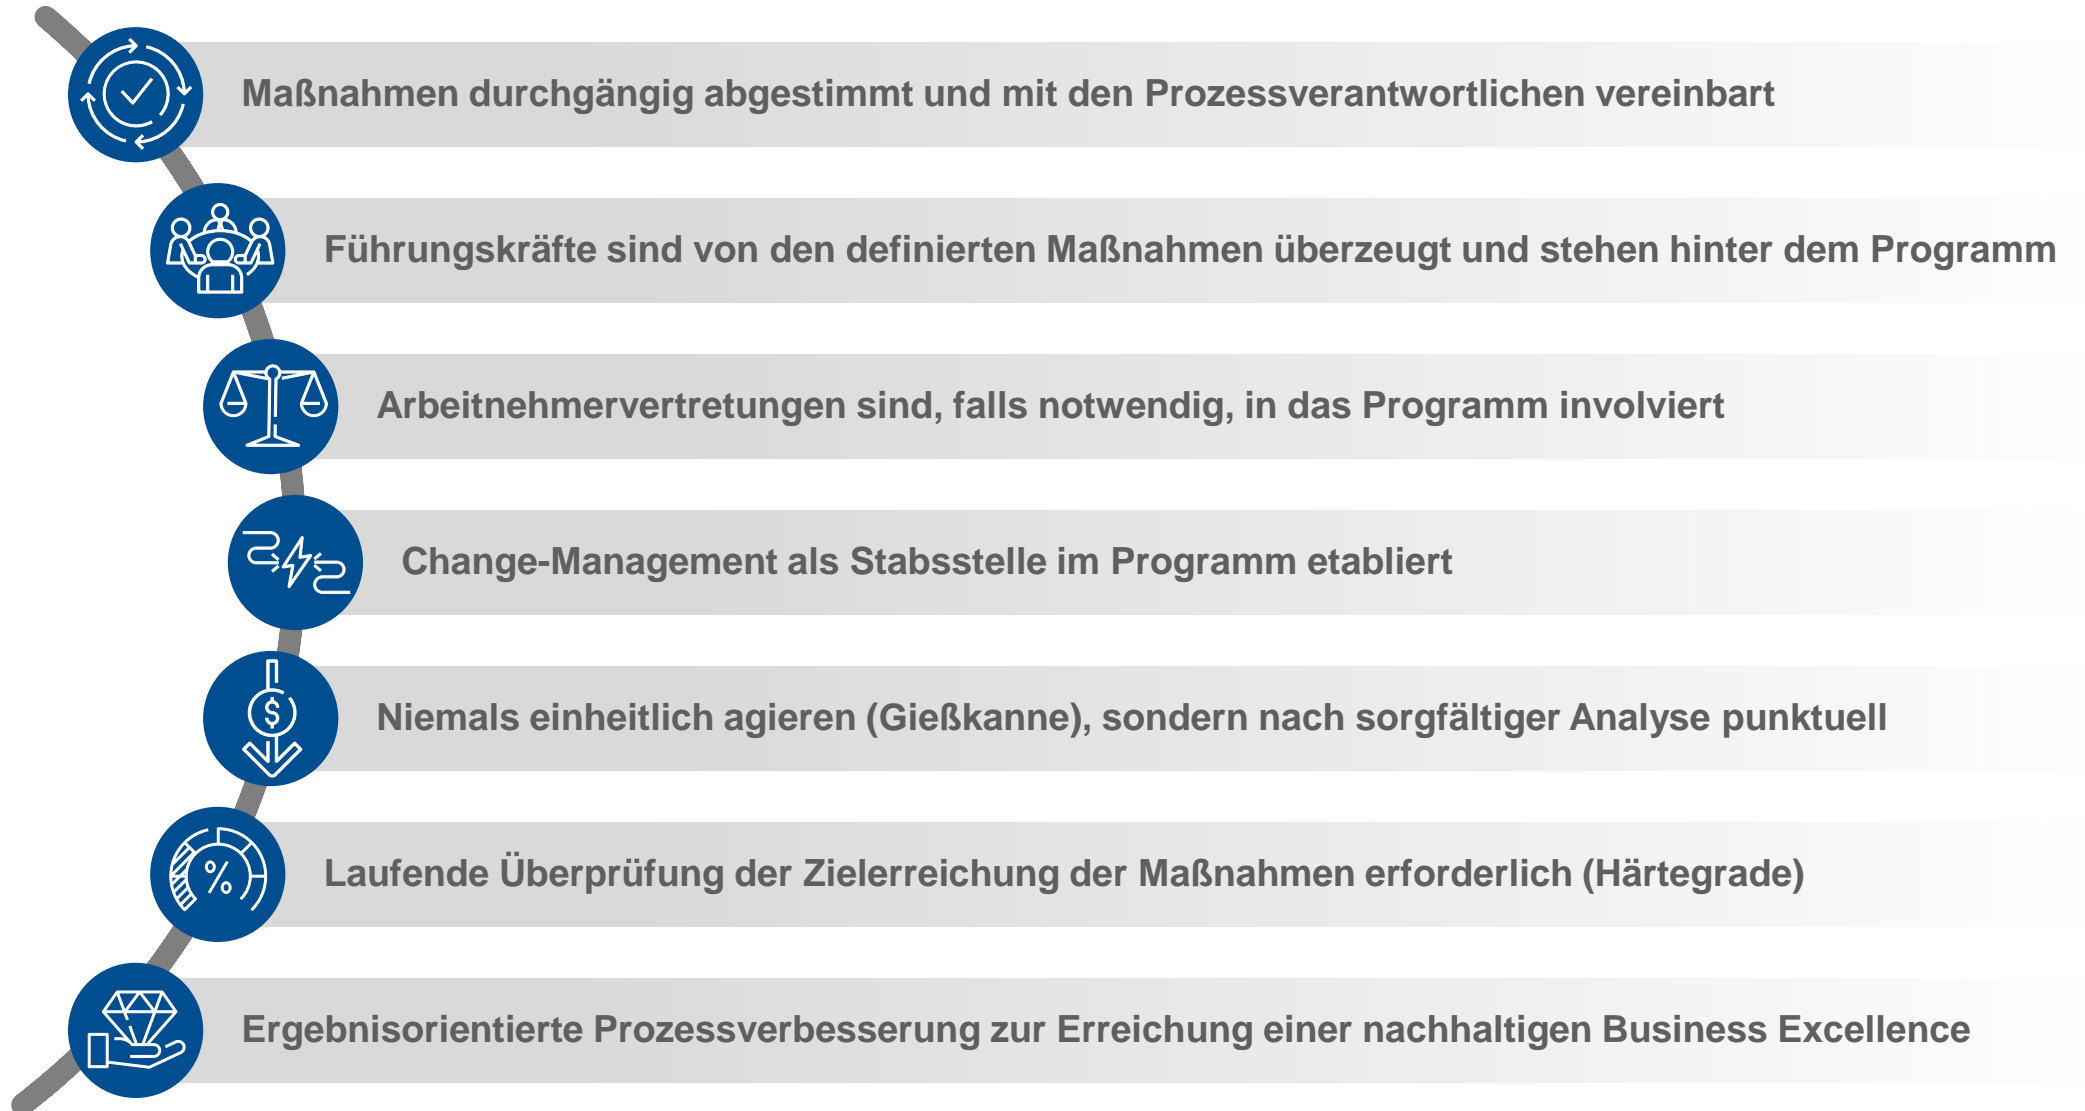 Maßnahmen durchgängig abgestimmt und mit den Prozessverantwortlichen vereinbart
Führungskräfte sind von den definierten Maßnahmen überzeugt und stehen hinter dem Programm
Arbeitnehmervertretungen sind, falls notwendig, in das Programm involviert
Change-Management als Stabsstelle im Programm etabliert
$
Niemals einheitlich agieren (Gießkanne), sondern nach sorgfältiger Analyse punktuell
%
Laufende Überprüfung der Zielerreichung der Maßnahmen erforderlich (Härtegrade)
Ergebnisorientierte Prozessverbesserung zur Erreichung einer nachhaltigen Business Excellence